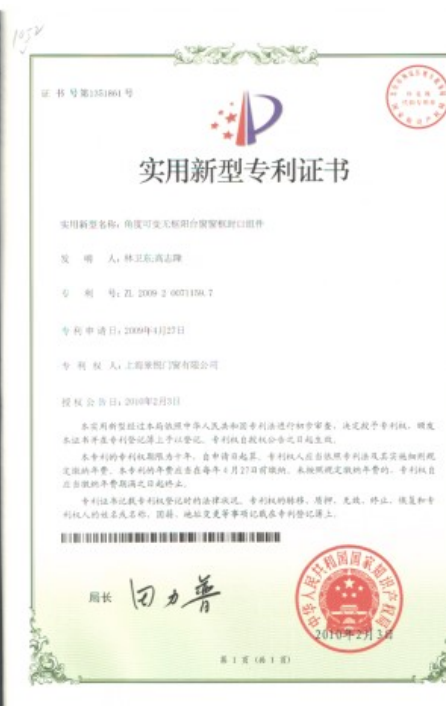 1052
证 书 号第1351864号
实用新型专利证书
实用新型名称：角度可变无框阳台窗窗框封口组件
发 明 人：林卫东;高志隆
专 利 号：ZL 2009 2 0071159.7
专利申请日：2009年4月27日
专 利 权 人：上海景悦门窗有限公司
授权公告日：2010年2月3日
本实用新型经过本局依照中华人民共和国专利法进行初步审查，决定授予专利权，颁发
本证书并在专利登记簿上予以登记。专利权自授权公告之日起生效。
本专利的专利权期限为十年，自申请日起算。专利权人应当依照专利法及其实施细则规
定缴纳年费。本专利的年费应当在每年4月27日前缴纳。未按照规定缴纳年费的，专利权自
应当缴纳年费期满之日起终止。
专利证书记载专利权登记时的法律状况。专利权的转移、质押、无效、终止、恢复和专
利权人的姓名或名称、国籍、地址变更等事项记载在专利登记簿上。
局长 田力普
中华人民共和国国家知识产权局
2010年2月3日
第 1 页 (共 1 页)